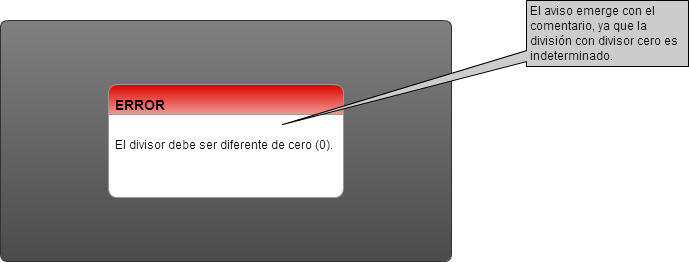 El aviso emerge con el
comentario, ya que la
división con divisor cero es
indeterminado.
ERROR
El divisor debe ser diferente de cero (0).